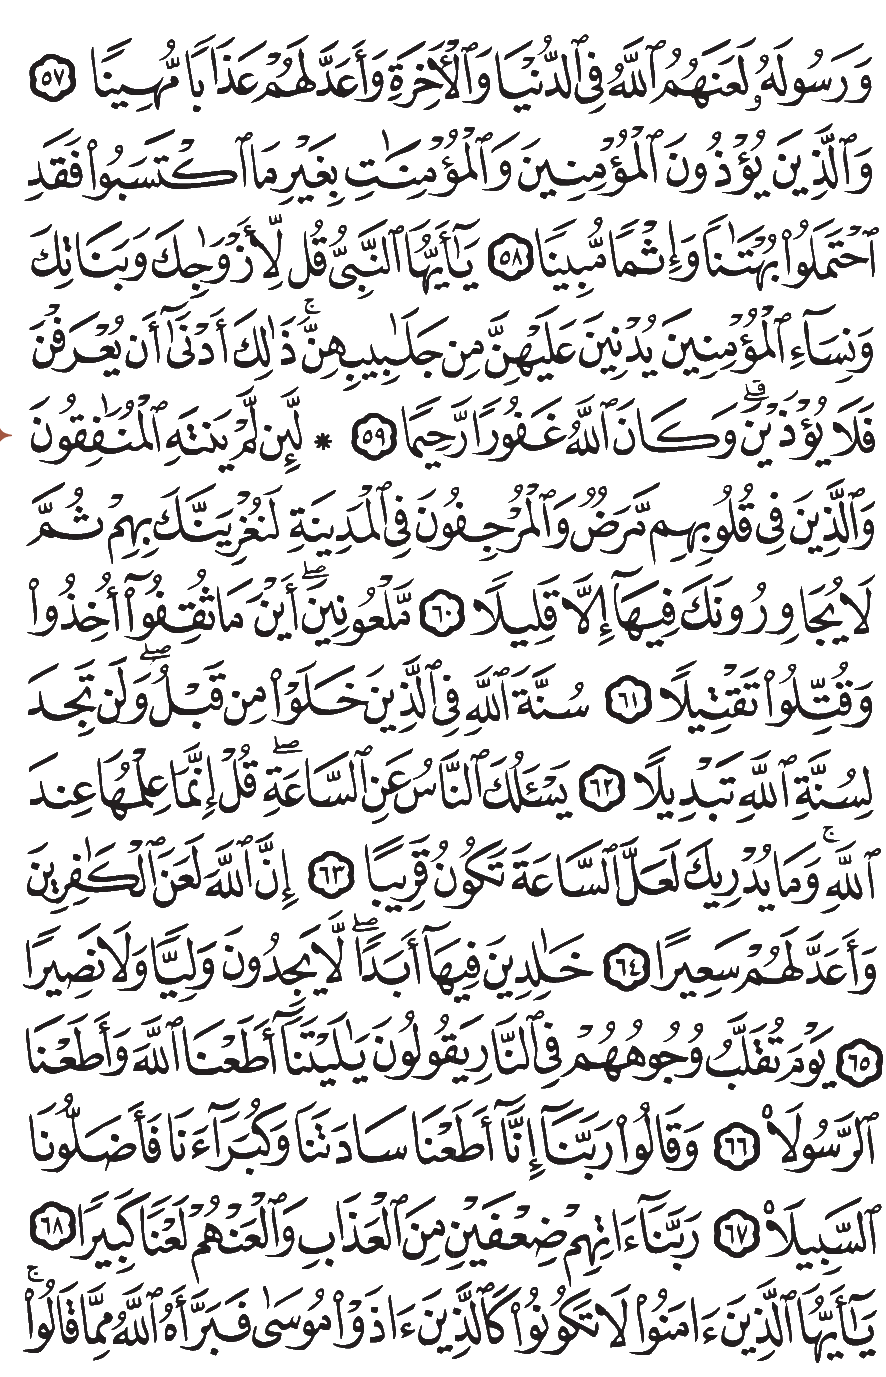 وَرَسُولَهُۥ لَعَنَهُمُ ٱللَّهُ فِى ٱلدُّنْيَا وَٱلْأَخِرَةِ وَأَعَدَّ لَهُمْ عَذَابًا مُّهِينًا ٥٧
وَٱلَّذِينَ يُؤْذُونَ ٱلْمُؤْمِنِينَ وَٱلْمُؤْمِنَٰتِ بِغَيْرِ مَا ٱكْتَسَبُوا۟ فَقَدِ
ٱحْتَمَلُوا۟ بُهْتَٰنًا وَإِثْمًا مُّبِينًا ٥٨ يَٰٓأَيُّهَا ٱلنَّبِىُّ قُل لِّأَزْوَٰجِكَ وَبَنَاتِكَ
وَنِسَآءِ ٱلْمُؤْمِنِينَ يُدْنِينَ عَلَيْهِنَّ مِن جَلَٰبِيبِهِنَّۚ ذَٰلِكَ أَدْنَىٰٓ أَن يُعْرَفْنَ
فَلَا يُؤْذَيْنَۗ وَكَانَ ٱللَّهُ غَفُورًا رَّحِيمًا ٥٩ * لَّئِن لَّمْ يَنتَهِ ٱلْمُنَٰفِقُونَ
وَٱلَّذِينَ فِى قُلُوبِهِم مَّرَضٌ وَٱلْمُرْجِفُونَ فِى ٱلْمَدِينَةِ لَنُغْرِيَنَّكَ بِهِمْ ثُمَّ
لَا يُجَاوِرُونَكَ فِيهَآ إِلَّا قَلِيلًا ٦٠ مَّلْعُونِينَۖ أَيْنَ مَا ثُقِفُوٓا۟ أُخِذُوا۟
وَقُتِّلُوا۟ تَقْتِيلًا ٦١ سُنَّةَ ٱللَّهِ فِى ٱلَّذِينَ خَلَوْا۟ مِن قَبْلُۖ وَلَن تَجِدَ
لِسُنَّةِ ٱللَّهِ تَبْدِيلًا ٦٢ يَسْـَٔلُكَ ٱلنَّاسُ عَنِ ٱلسَّاعَةِۖ قُلْ إِنَّمَا عِلْمُهَا عِندَ
ٱللَّهِۚ وَمَا يُدْرِيكَ لَعَلَّ ٱلسَّاعَةَ تَكُونُ قَرِيبًا ٦٣ إِنَّ ٱللَّهَ لَعَنَ ٱلْكَٰفِرِينَ
وَأَعَدَّ لَهُمْ سَعِيرًا ٦٤ خَٰلِدِينَ فِيهَآ أَبَدًاۖ لَّا يَجِدُونَ وَلِيًّا وَلَا نَصِيرًا
٦٥ يَوْمَ تُقَلَّبُ وُجُوهُهُمْ فِى ٱلنَّارِ يَقُولُونَ يَٰلَيْتَنَآ أَطَعْنَا ٱللَّهَ وَأَطَعْنَا
ٱلرَّسُولَا۠ ٦٦ وَقَالُوا۟ رَبَّنَآ إِنَّآ أَطَعْنَا سَادَتَنَا وَكُبَرَآءَنَا فَأَضَلُّونَا
ٱلسَّبِيلَا۠ ٦٧ رَبَّنَآ ءَاتِهِمْ ضِعْفَيْنِ مِنَ ٱلْعَذَابِ وَٱلْعَنْهُمْ لَعْنًا كَبِيرًا ٦٨
يَٰٓأَيُّهَا ٱلَّذِينَ ءَامَنُوا۟ لَا تَكُونُوا۟ كَٱلَّذِينَ ءَاذَوْا۟ مُوسَىٰ فَبَرَّأَهُ ٱللَّهُ مِمَّا قَالُوا۟ۚ